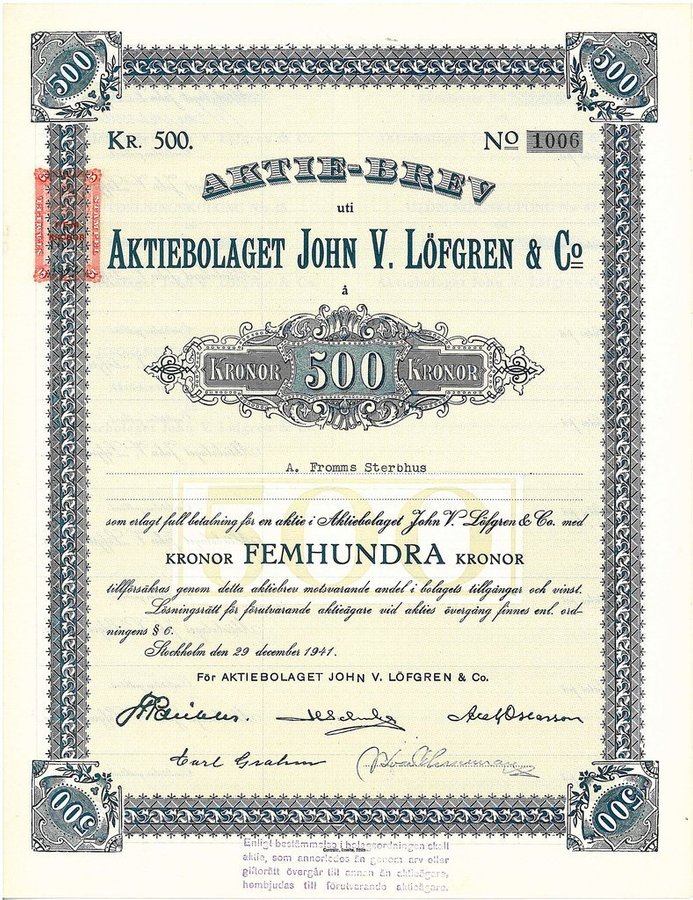 500
500
KR. 500.
No 1006
AKTIE-BREV
uti
AKTIEBOLAGET JOHN V. LÖFGREN & Co
å
KRONOR 500 KRONOR
A. Fromms Sterbhus
500
som erlagt full betalning för en aktie i Aktiebolaget John V. Löfgren & Co. med
KRONOR FEMHUNDRA KRONOR
tillförsäkras genom detta aktiebrev motsvarande andel i bolagets tillgångar och vinst.
Lösningsrätt för förutvarande aktieägare vid akties övergång finnes enl. ord-
ningens § 6.
Stockholm den 29 december 1941.
För AKTIEBOLAGET JOHN V. LÖFGREN & Co.
Axel Oscarsson
Carl Grahm
500
500
Enligt bestämmelse i bolagsordningen skall
aktie, som annorledes än genom arv eller
giftorätt övergår till annan än aktieägare,
hembjudas till förutvarande aktieägare.